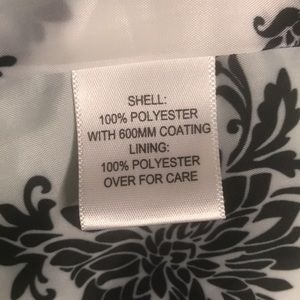 SHELL:
100% POLYESTER
WITH 600MM COATING
LINING:
100% POLYESTER
OVER FOR CARE